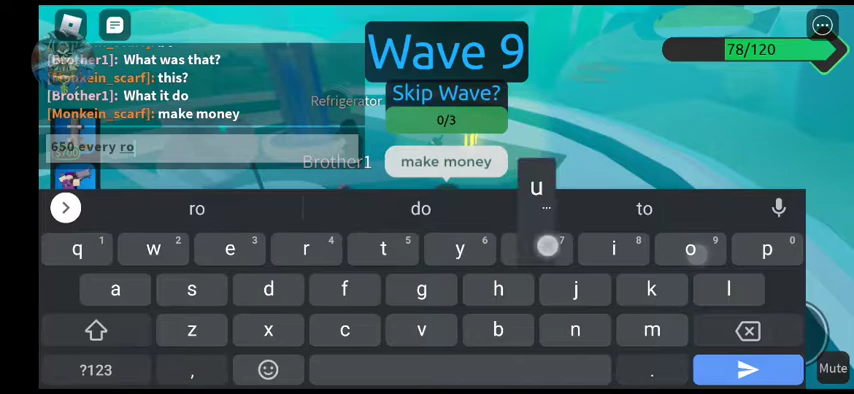 [Brother1]: What was that?
[Monkein_scarf]: this?
[Brother1]: What it do
[Monkein_scarf]: make money
650 every ro
Wave 9
Skip Wave?
0/3
78/120
Refrigerator
Brother1
make money
u
...
ro do to
q 1 w 2 e 3 r 4 t 5 y 6 7 i 8 o 9 p 0
a s d f g h j k l
z x c v b n m
?123 , .
Mute